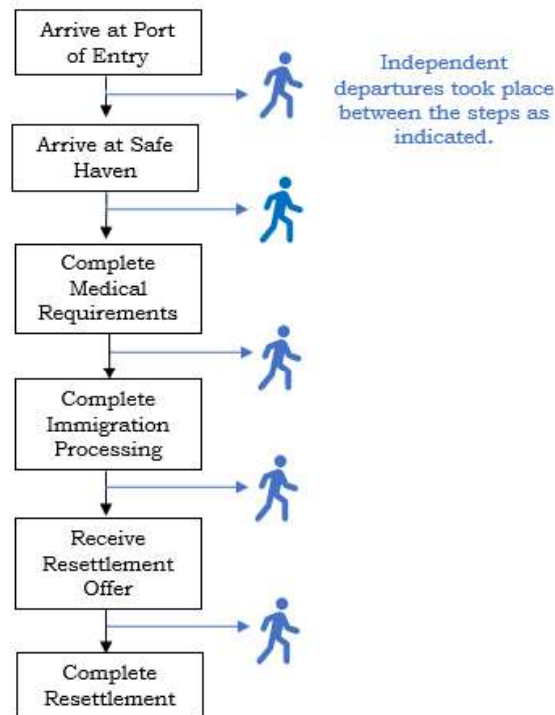 Arrive at Port
of Entry
Independent
departures took place
between the steps as
indicated.
Arrive at Safe
Haven
Complete
Medical
Requirements
Complete
Immigration
Processing
Receive
Resettlement
Offer
Complete
Resettlement